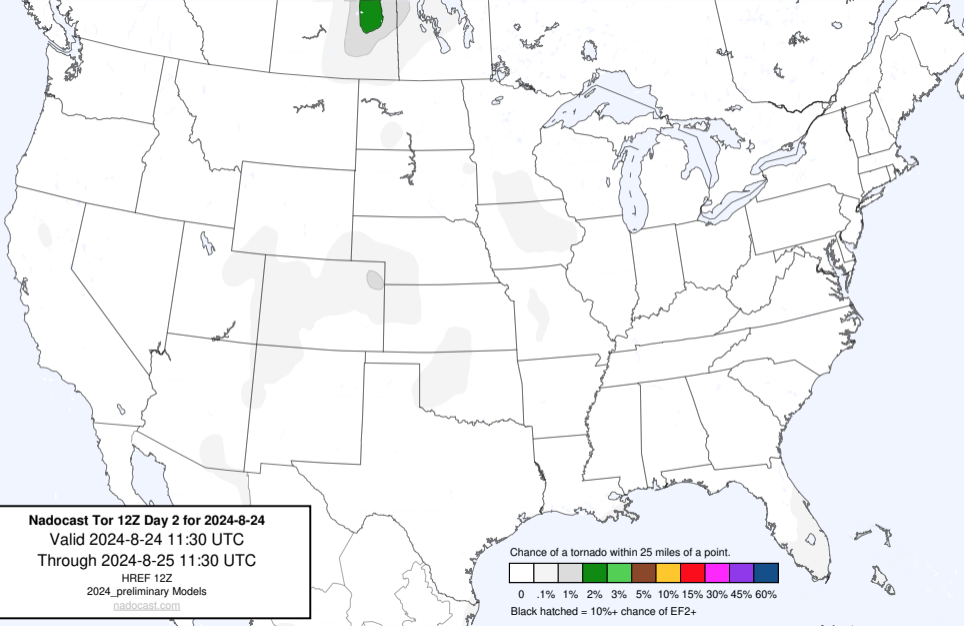 Nadocast Tor 12Z Day 2 for 2024-8-24
Valid 2024-8-24 11:30 UTC
Through 2024-8-25 11:30 UTC
HREF 12Z
2024_preliminary Models
nadocast.com
Chance of a tornado within 25 miles of a point.
0 .1% 1% 2% 3% 5% 10% 15% 30% 45% 60%
Black hatched = 10%+ chance of EF2+